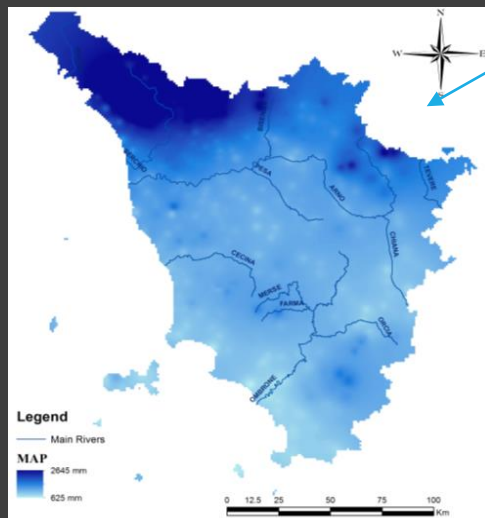 N
W
E
S
BISENZIO
SERCHIO
PESA
ARNO
TEVERE
CHIANA
CECINA
MERSE
FARMA
ORCIA
OMBRONE
Legend
Main Rivers
MAP
2645 mm
625 mm
0 12.5 25 50 75 100
Km